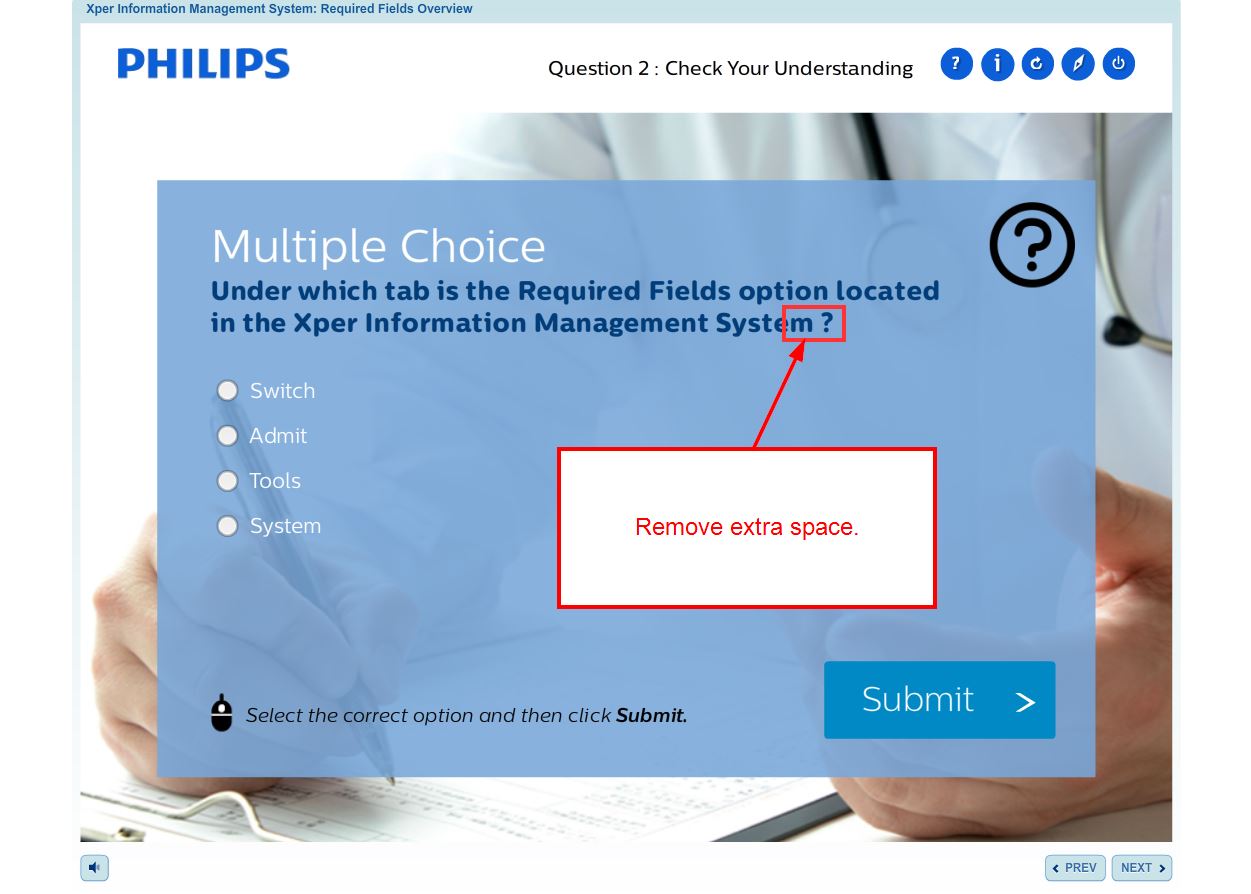 Xper Information Management System: Required Fields Overview
PHILIPS
Question 2 : Check Your Understanding
Multiple Choice
Under which tab is the Required Fields option located
in the Xper Information Management System ?
Switch
Admit
Tools
System
Remove extra space.
Select the correct option and then click Submit.
Submit >
PREV
NEXT